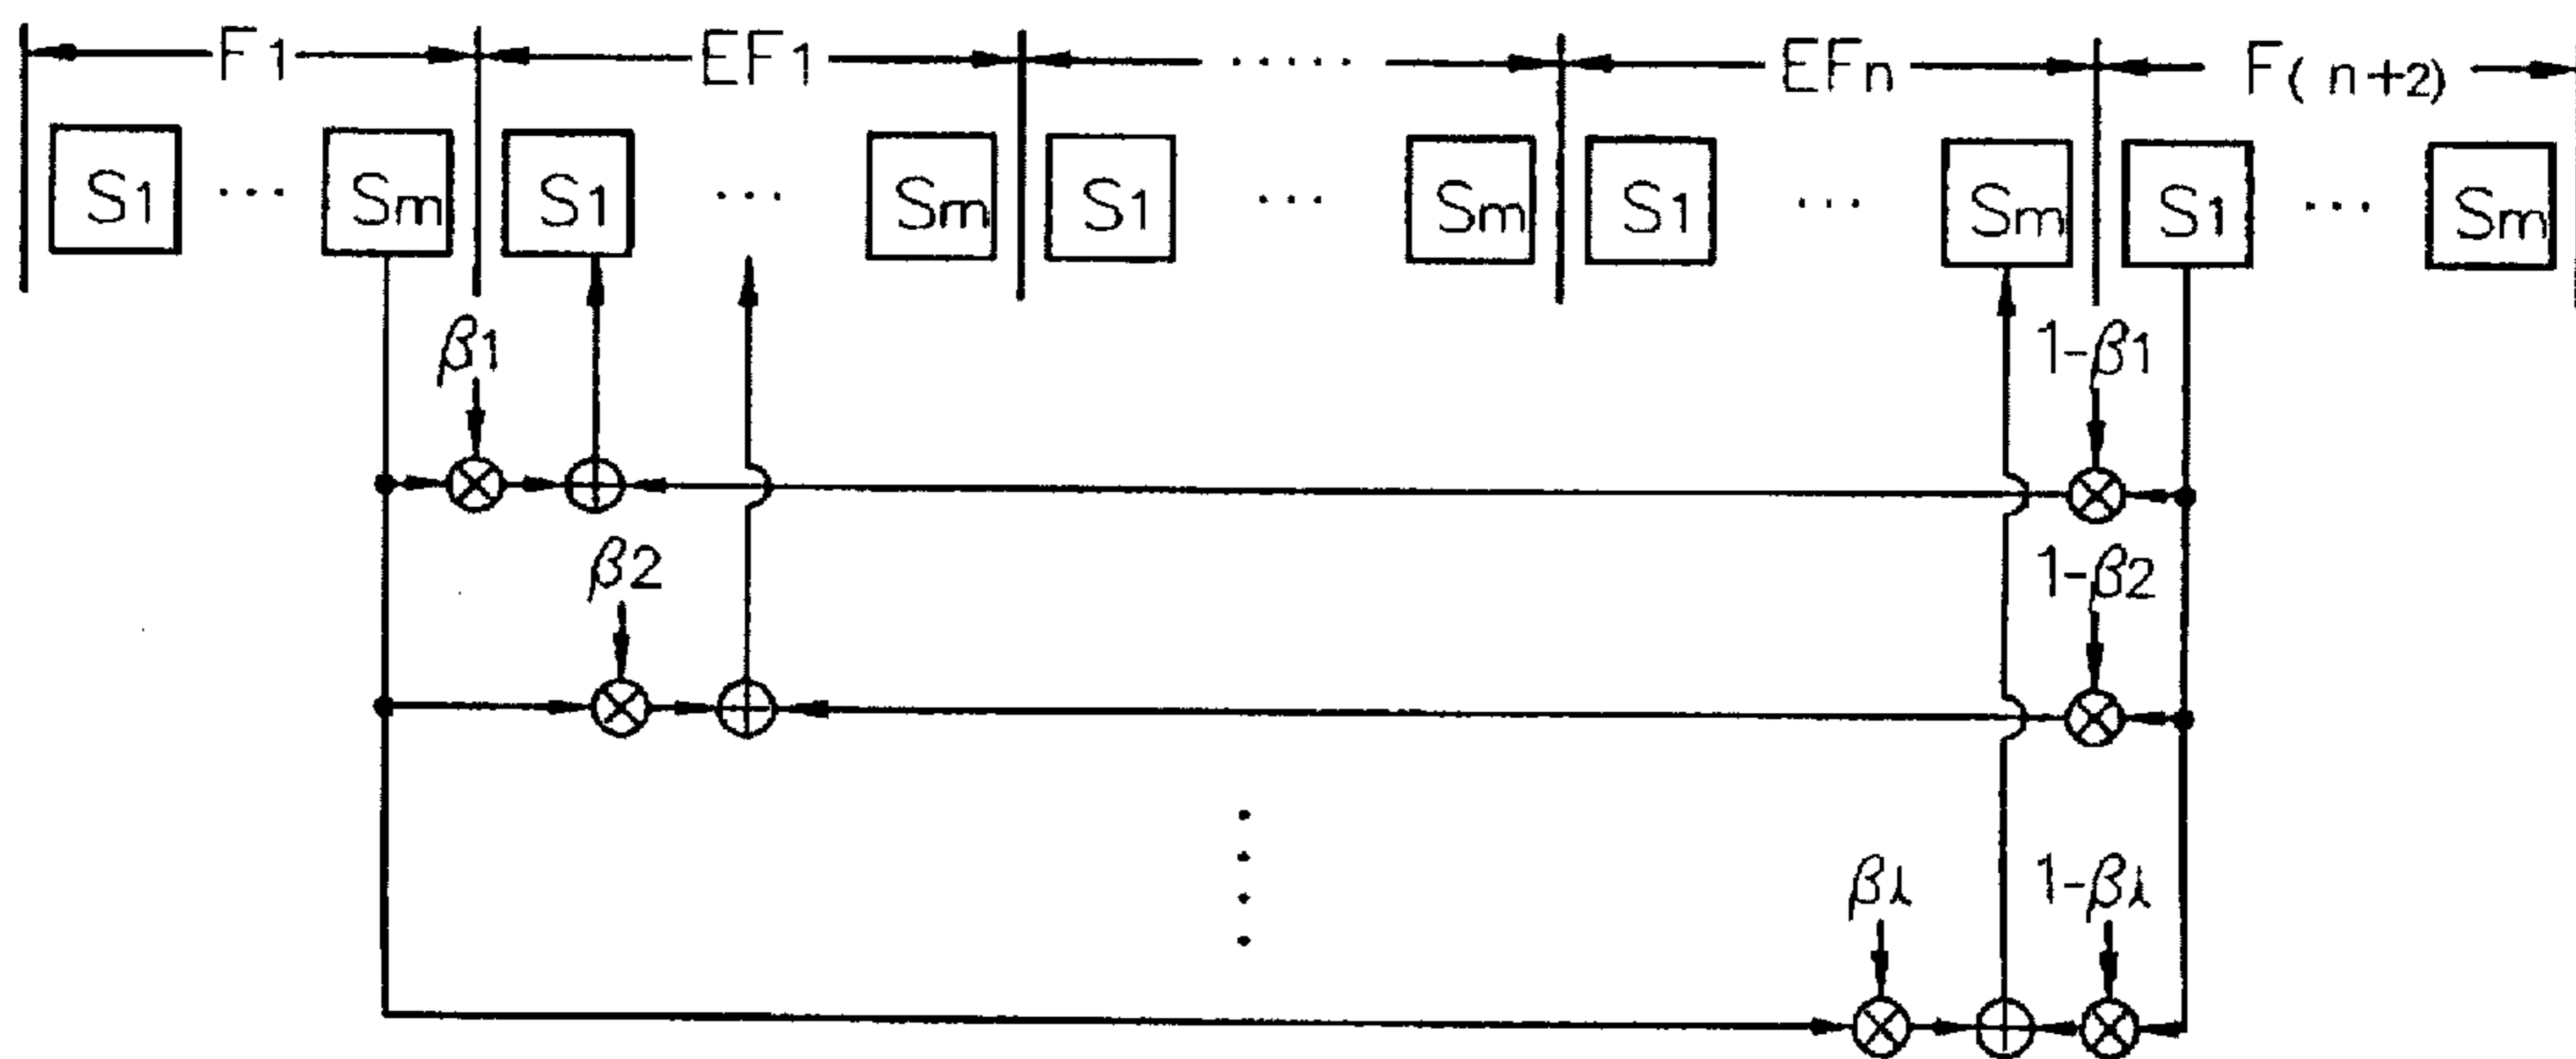 F1 EF1 ..... EFn F(n+2)
S1 ... Sm S1 ... Sm S1 ... Sm S1 ... Sm S1 ... Sm
β1 1-β1
β2 1-β2
βλ 1-βλ